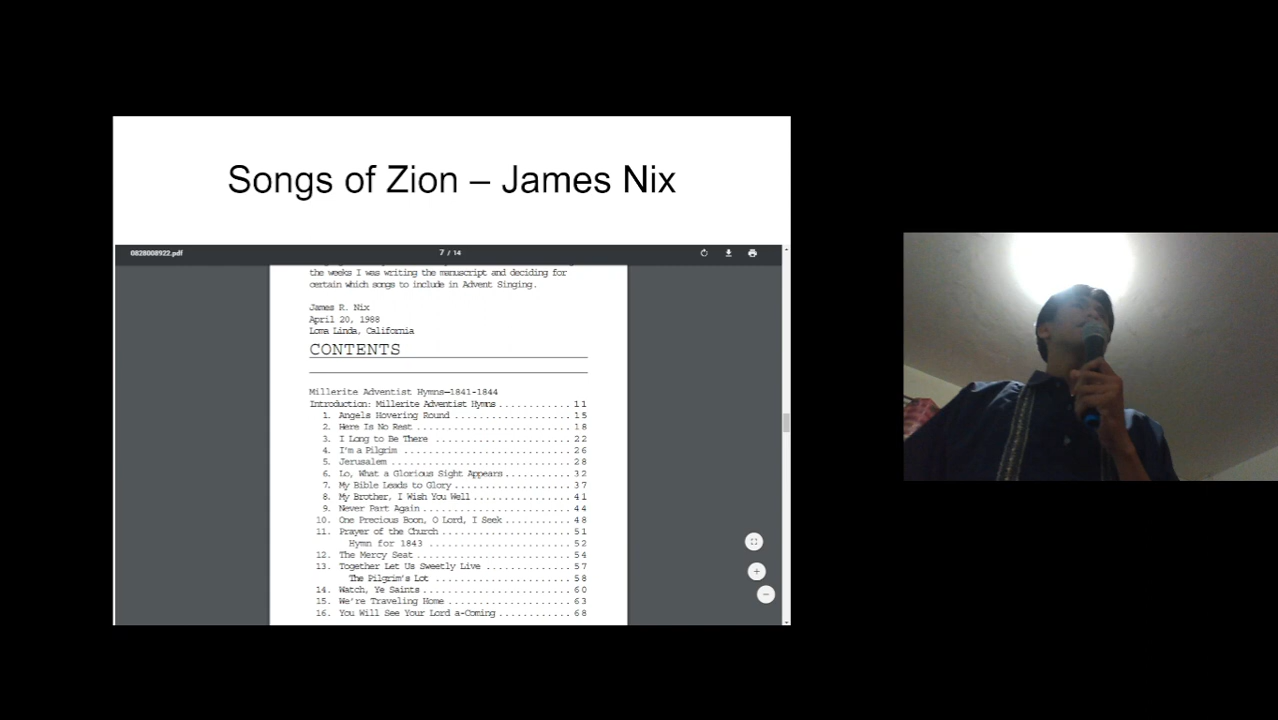 Songs of Zion – James Nix
0828008922.pdf
7 / 14
the weeks I was writing the manuscript and deciding for
certain which songs to include in Advent Singing.
James R. Nix
April 20, 1988
Loma Linda, California
CONTENTS
Millerite Adventist Hymns—1841-1844
Introduction: Millerite Adventist Hymns ............ 11
1. Angels Hovering Round ................. 15
2. Here Is No Rest ....................... 18
3. I Long to Be There .................... 22
4. I'm a Pilgrim ......................... 26
5. Jerusalem ............................. 28
6. Lo, What a Glorious Sight Appears .......... 32
7. My Bible Leads to Glory ................. 37
8. My Brother, I Wish You Well .............. 41
9. Never Part Again ...................... 44
10. One Precious Boon, O Lord, I Seek .......... 48
11. Prayer of the Church ................... 51
Hymn for 1843 ..................... 52
12. The Mercy Seat ....................... 54
13. Together Let Us Sweetly Live ............. 57
The Pilgrim's Lot .................... 58
14. Watch, Ye Saints ...................... 60
15. We're Traveling Home .................. 63
16. You Will See Your Lord a-Coming ........... 68